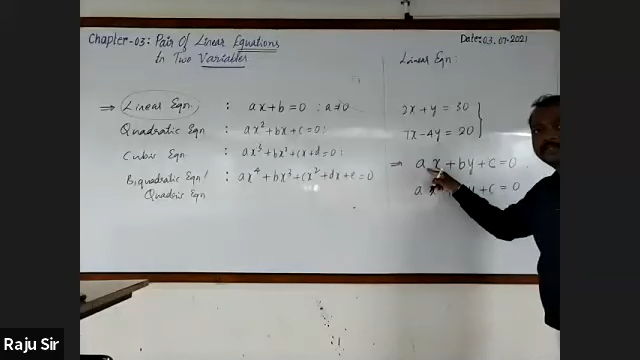 Chapter-03: Pair Of Linear Equations
In Two Variables
Date: 03.07.2021
Linear Eqn:
⇒ Linear Eqn : ax+b=0 ; a≠0
Quadratic Eqn : ax²+bx+c=0;
Cubic Eqn : ax³+bx²+cx+d=0;
Biquadratic Eqn/ : ax⁴+bx³+cx²+dx+e=0
Quadric Eqn
2x+y=30
7x-4y=20
⇒ ax+by+c=0
a +c=0
Raju Sir